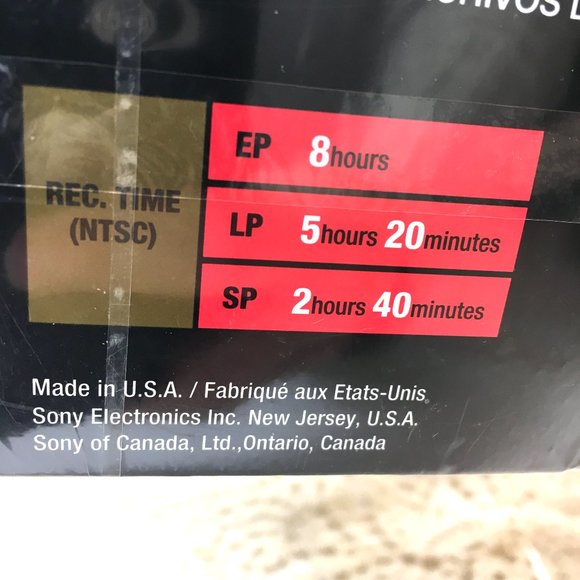 REC. TIME
(NTSC)
EP 8hours
LP 5hours 20minutes
SP 2hours 40minutes
Made in U.S.A. / Fabriqué aux Etats-Unis
Sony Electronics Inc. New Jersey, U.S.A.
Sony of Canada, Ltd.,Ontario, Canada